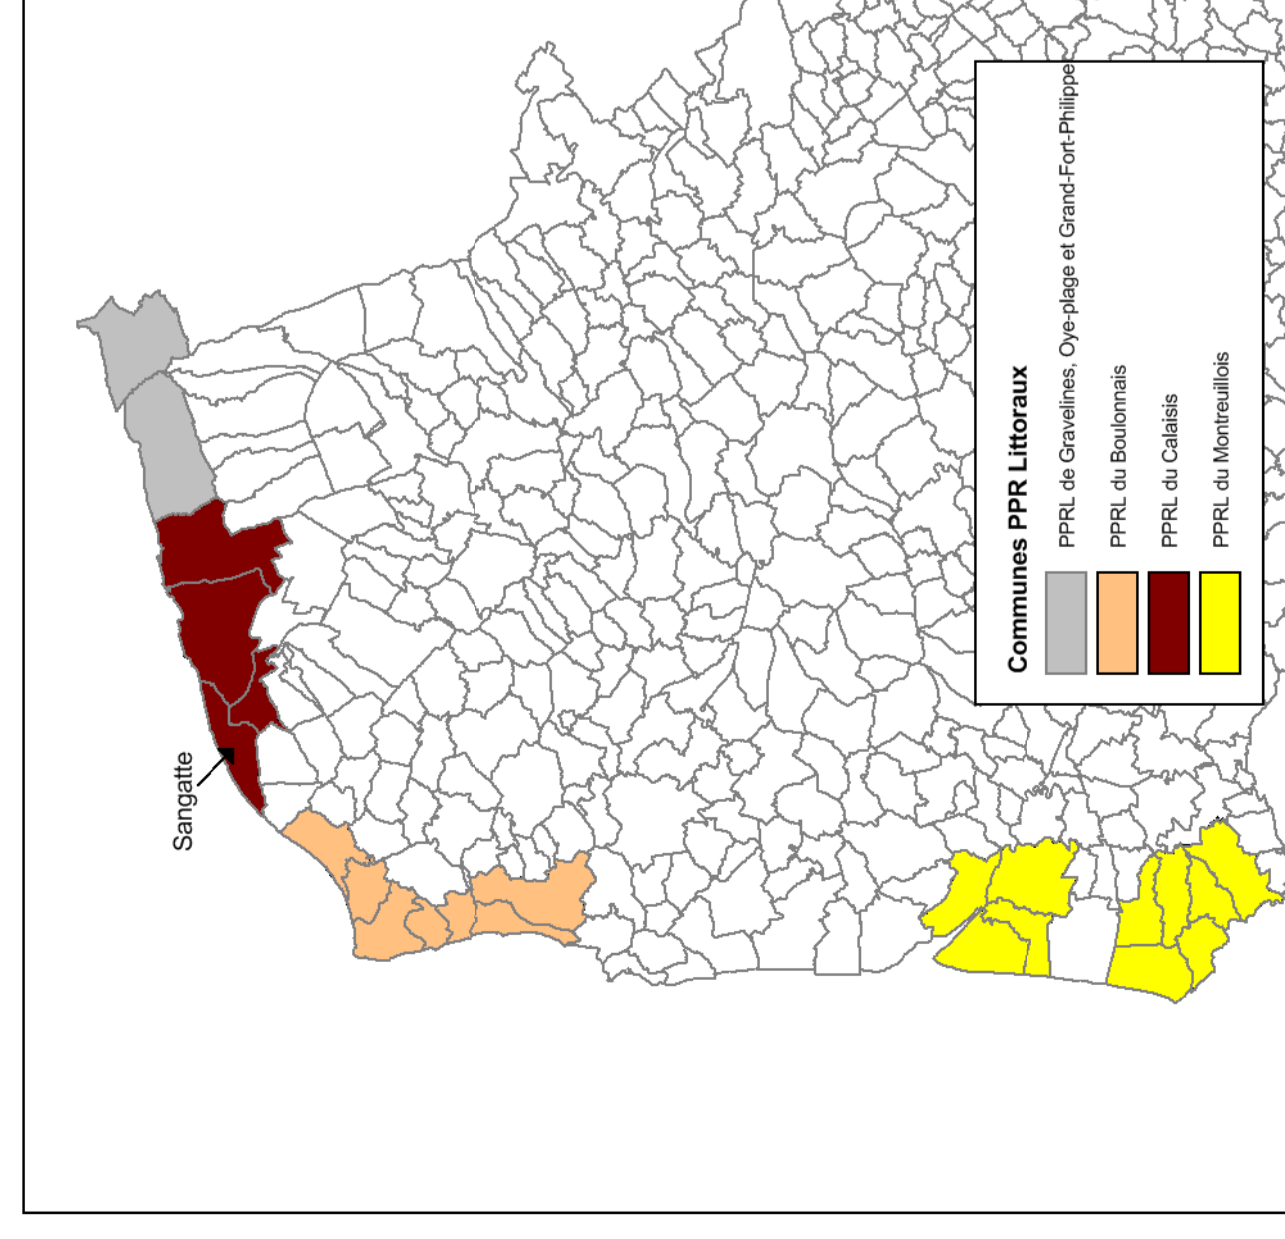 Sangatte
Communes PPR Littoraux
PPRL de Gravelines, Oye-plage et Grand-Fort-Philippe
PPRL du Boulonnais
PPRL du Calaisis
PPRL du Montreuillois